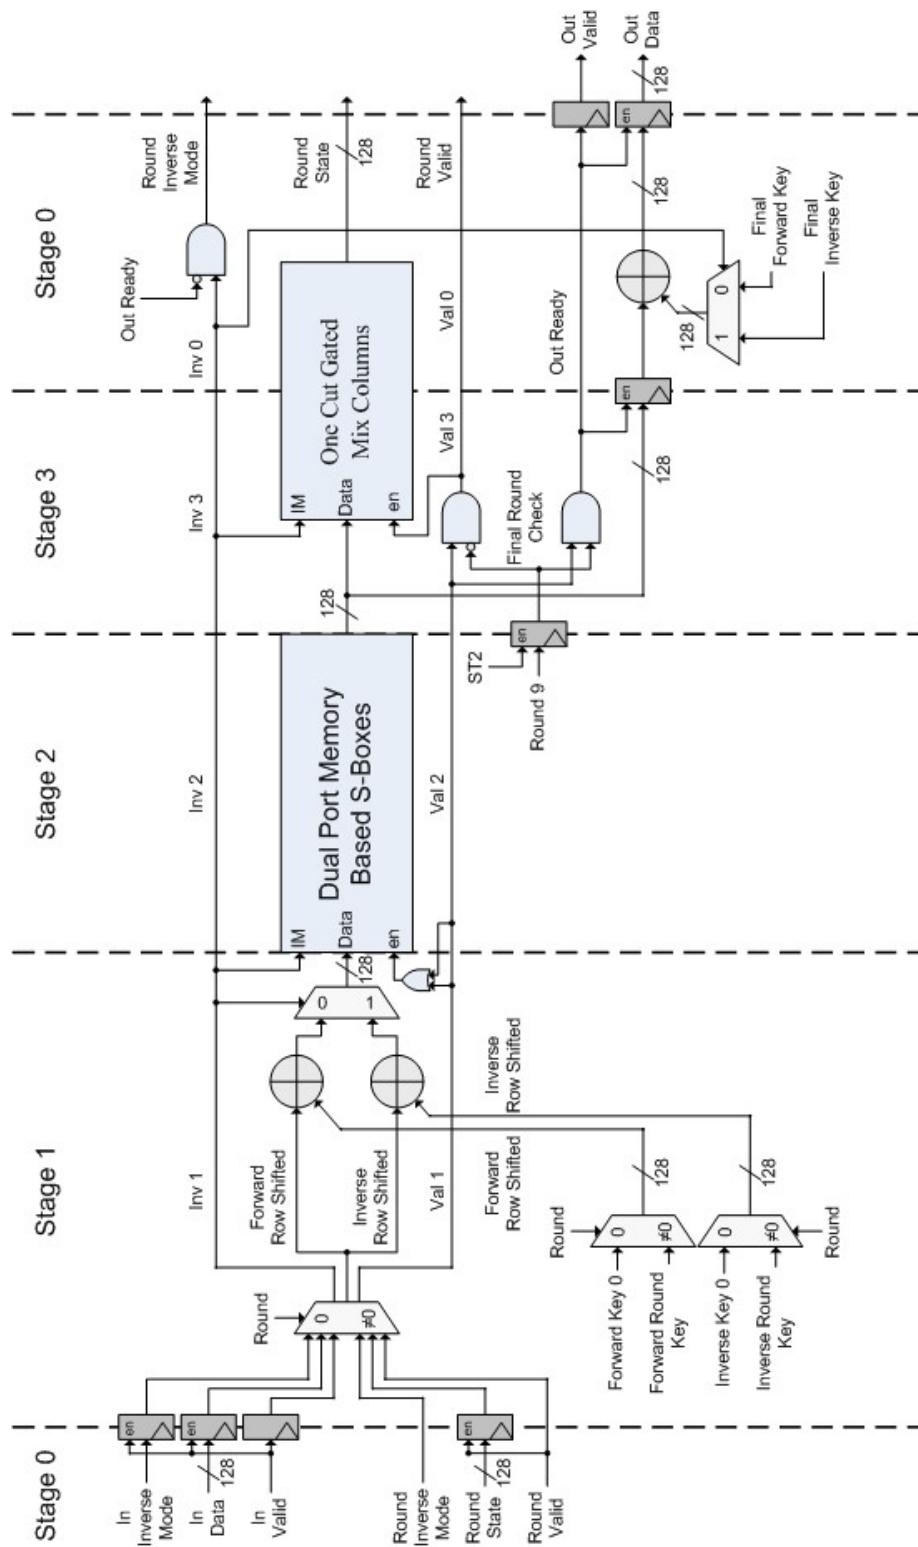 Stage 0
Stage 1
Stage 2
Stage 3
Stage 0
In
Inverse
Mode
In
Data
In
Valid
Round
Inverse
Mode
Round
State
Round
Valid
128
128
en
en
en
Round
0
≠0
Inv 1
Forward
Row Shifted
Inverse
Row Shifted
Val 1
Forward
Row Shifted
Inverse
Row Shifted
0
1
128
Round
0
≠0
Forward Key 0
Forward Round
Key
128
0
≠0
Inverse Key 0
Inverse Round
Key
Round
128
Inv 2
IM
Data
en
Dual Port Memory
Based S-Boxes
Val 2
ST2
Round 9
en
128
Inv 3
IM
Data
en
One Cut Gated
Mix Columns
Val 3
Final Round
Check
128
en
Inv 0
Out Ready
Val 0
Out Ready
128
1
0
Final
Forward Key
Final
Inverse Key
128
en
Round
Inverse
Mode
Round
State
128
Round
Valid
Out
Valid
Out
Data
128